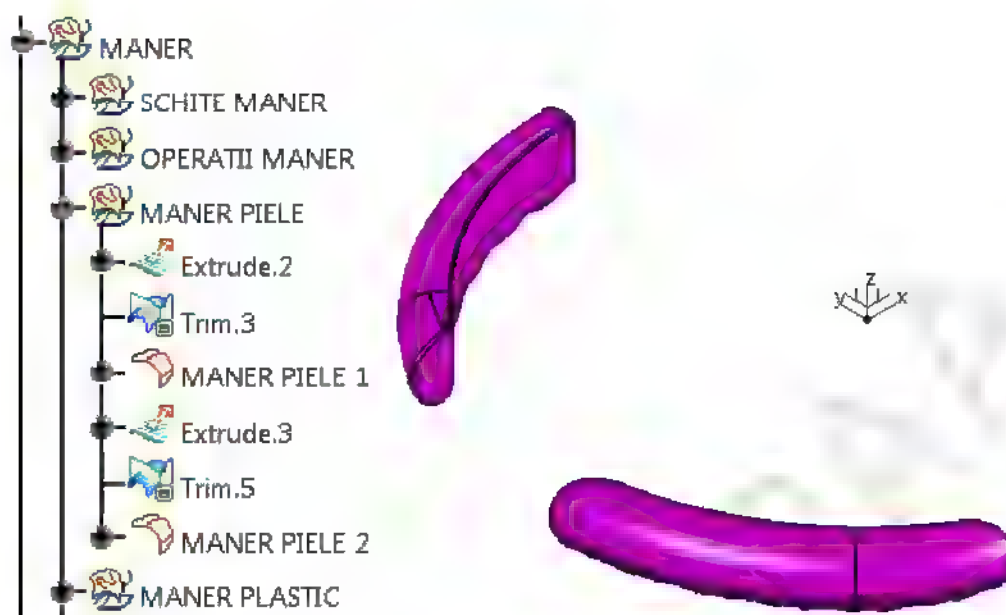 MANER
SCHITE MANER
OPERATII MANER
MANER PIELE
Extrude.2
Trim.3
MANER PIELE 1
Extrude.3
Trim.5
MANER PIELE 2
MANER PLASTIC
z
y x